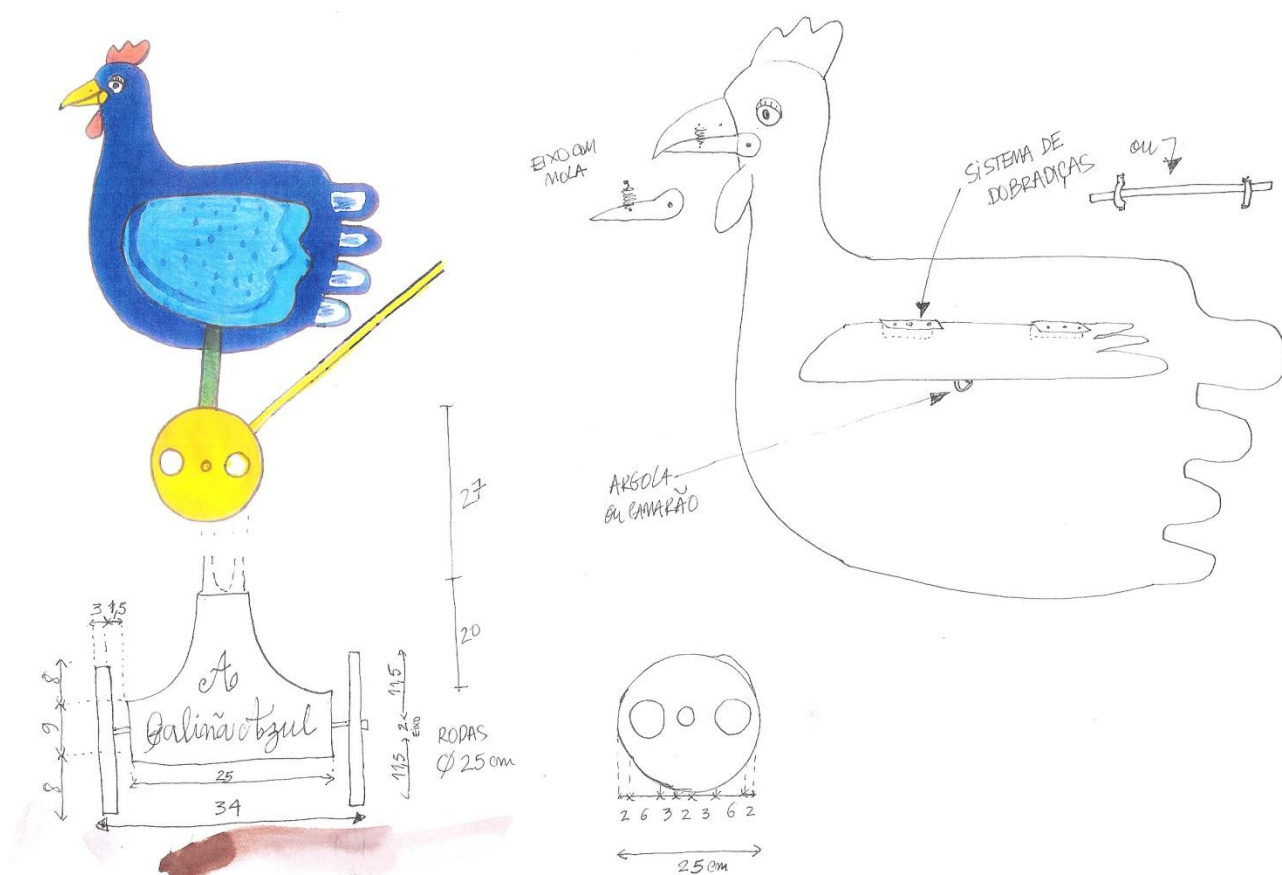 EIXO COM
MOLA
SISTEMA DE
DOBRADIÇAS
OU
ARGOLA
OU CAMARÃO
27
20
3 1,5
8
9
8
A
Galiñã Azul
25
34
11,5
2
EIXO
11,5
RODAS
Ø 25 cm
2 6 3 2 3 6 2
25 cm